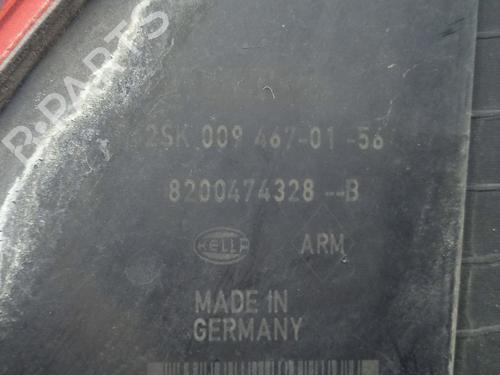 B-PARTS
2SK 009 467-01 -56
8200474328 --B
HELLA
ARM
MADE IN
GERMANY